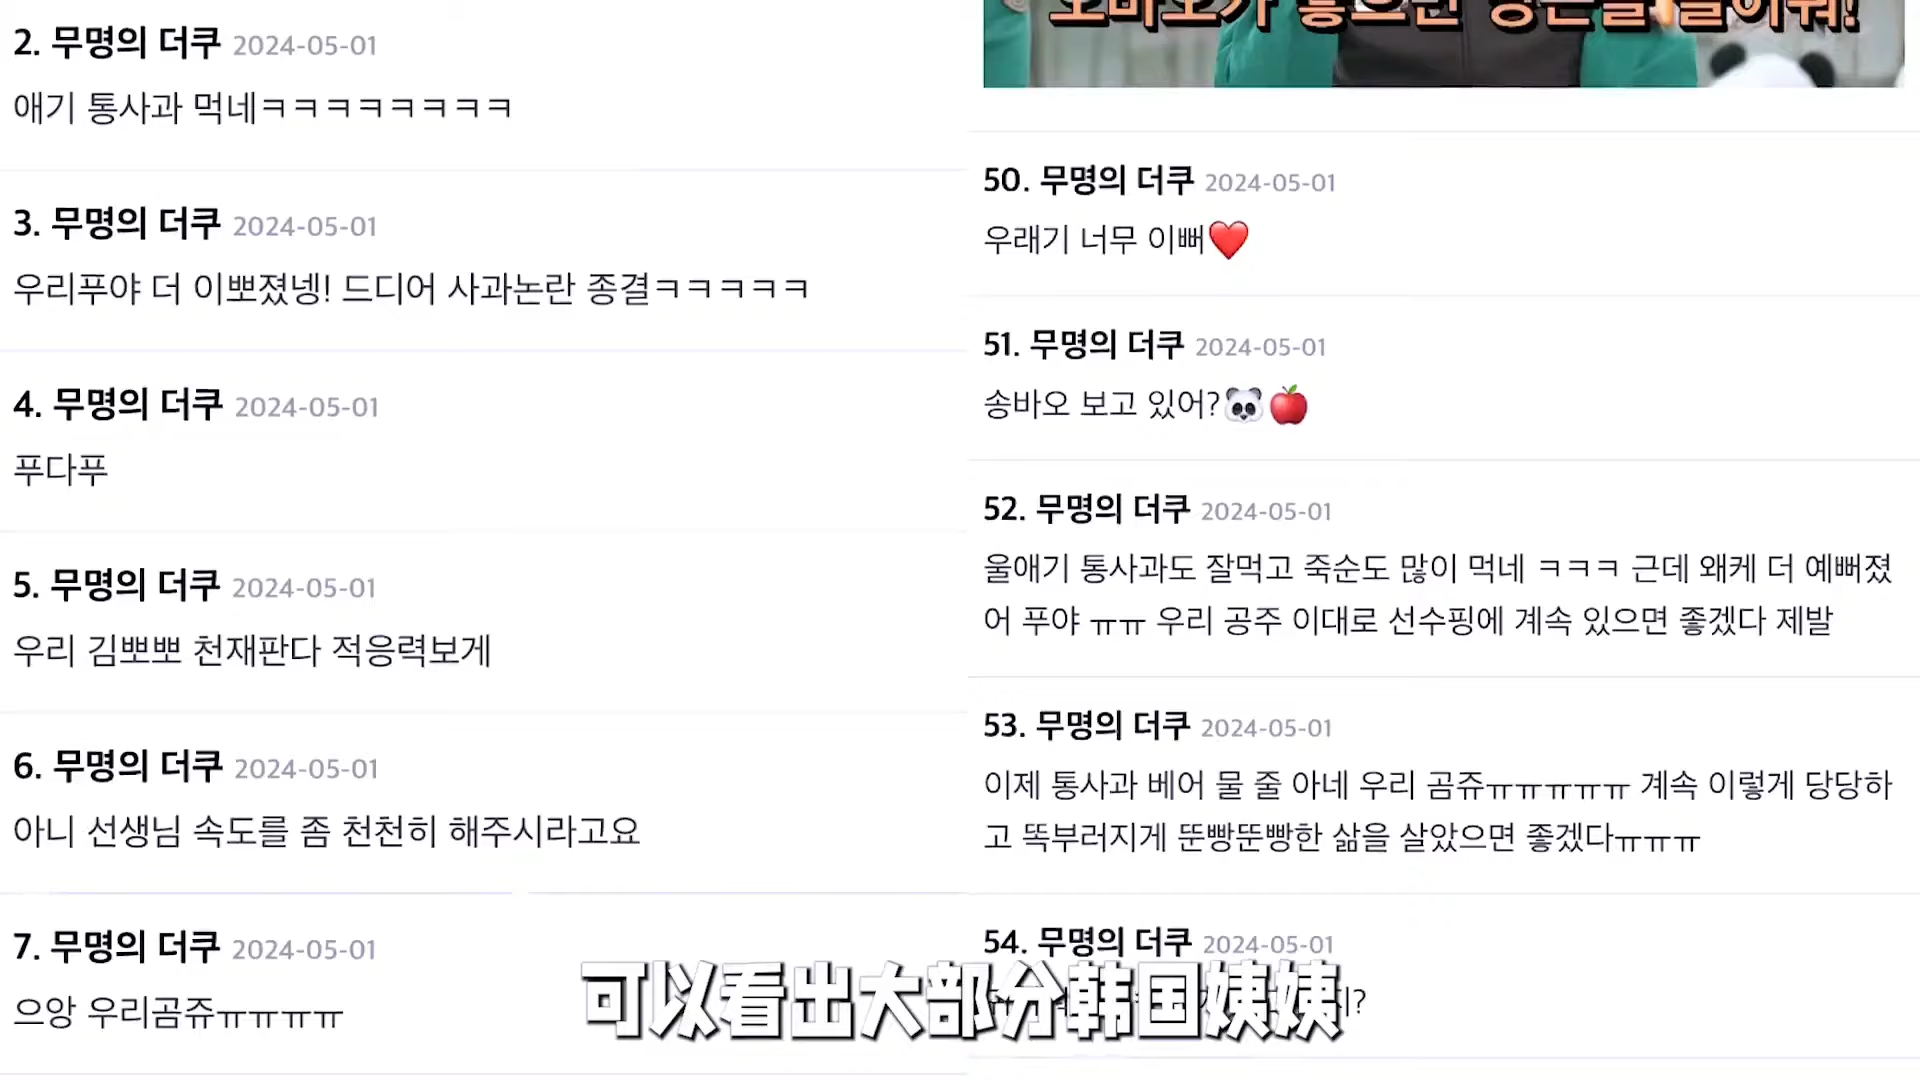 2. 무명의 더쿠 2024-05-01
애기 통사과 먹네ㅋㅋㅋㅋㅋㅋㅋㅋ
3. 무명의 더쿠 2024-05-01
우리푸야 더 이뽀졌넹! 드디어 사과논란 종결ㅋㅋㅋㅋㅋ
4. 무명의 더쿠 2024-05-01
푸다푸
5. 무명의 더쿠 2024-05-01
우리 김뽀뽀 천재판다 적응력보게
6. 무명의 더쿠 2024-05-01
아니 선생님 속도를 좀 천천히 해주시라고요
7. 무명의 더쿠 2024-05-01
으앙 우리곰쥬ㅠㅠㅠㅠ
50. 무명의 더쿠 2024-05-01
우래기 너무 이뻐❤️
51. 무명의 더쿠 2024-05-01
송바오 보고 있어?🐼🍎
52. 무명의 더쿠 2024-05-01
울애기 통사과도 잘먹고 죽순도 많이 먹네 ㅋㅋㅋ 근데 왜케 더 예뻐졌
어 푸야 ㅠㅠ 우리 공주 이대로 선수핑에 계속 있으면 좋겠다 제발
53. 무명의 더쿠 2024-05-01
이제 통사과 베어 물 줄 아네 우리 곰쥬ㅠㅠㅠㅠㅠ 계속 이렇게 당당하
고 똑부러지게 뚠빵뚠빵한 삶을 살았으면 좋겠다ㅠㅠㅠ
54. 무명의 더쿠 2024-05-01
可以看出大部分韩国姨姨